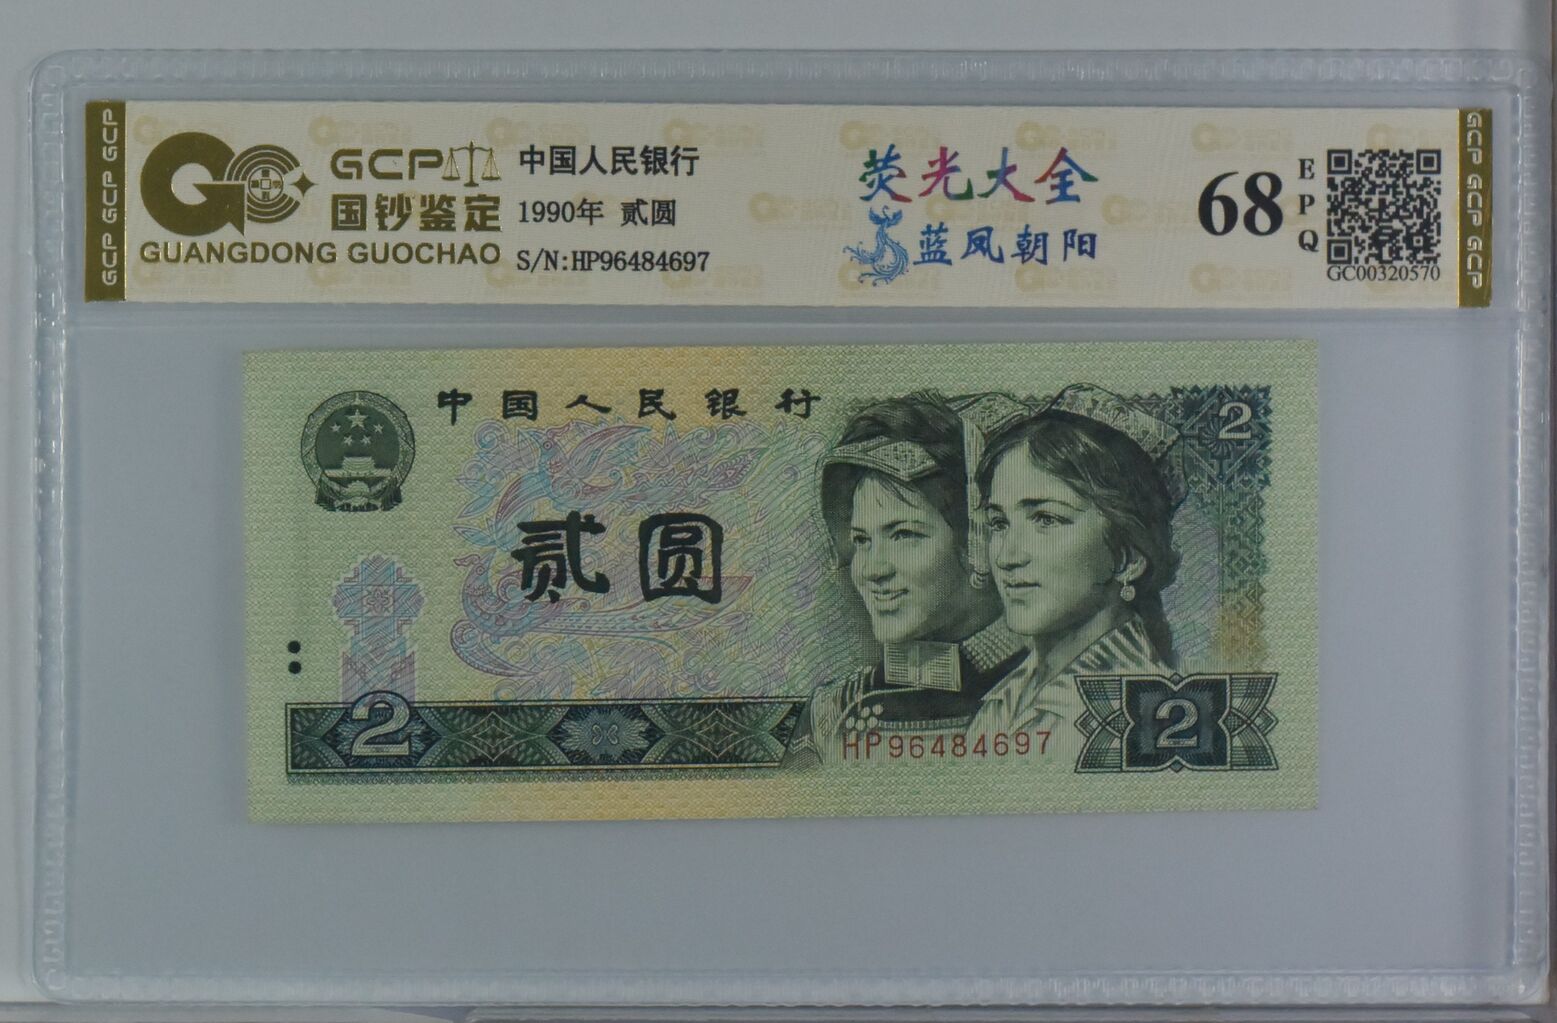 GCP GCP GCP
GCP
国钞鉴定
GUANGDONG GUOCHAO
中国人民银行
1990年 贰圆
S/N:HP96484697
荧光大全
蓝凤朝阳
68
EPQ
GC00320570
GCP GCP GCP
中国人民银行
2
贰圆
2
HP96484697
2